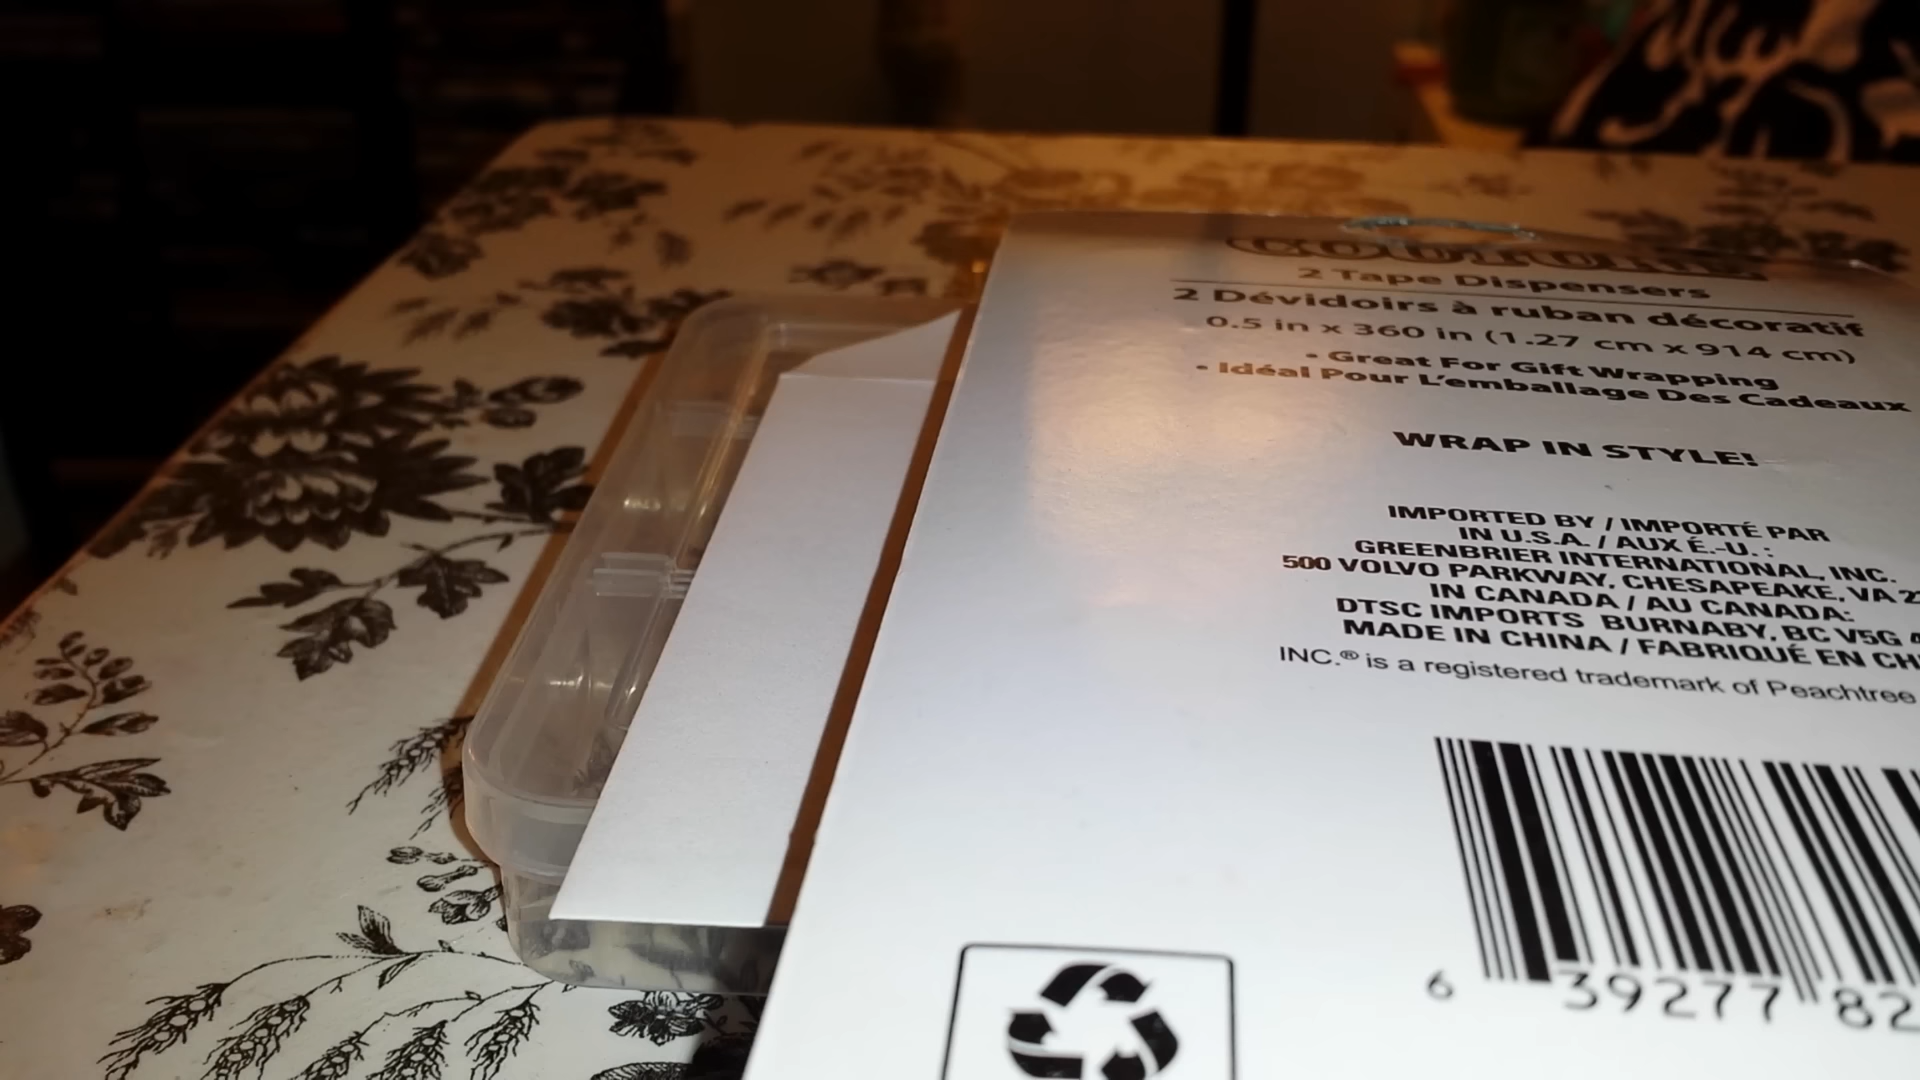 COUTURE
2 Tape Dispensers
2 Dévidoirs à ruban décoratif
0.5 in x 360 in (1.27 cm x 914 cm)
• Great For Gift Wrapping
• Idéal Pour L'emballage Des Cadeaux
WRAP IN STYLE!
IMPORTED BY / IMPORTÉ PAR
IN U.S.A. / AUX É.-U. :
GREENBRIER INTERNATIONAL, INC.
500 VOLVO PARKWAY, CHESAPEAKE, VA
IN CANADA / AU CANADA:
DTSC IMPORTS BURNABY, BC V5G
MADE IN CHINA / FABRIQUÉ EN
INC.® is a registered trademark of Peachtree
6 39277 82